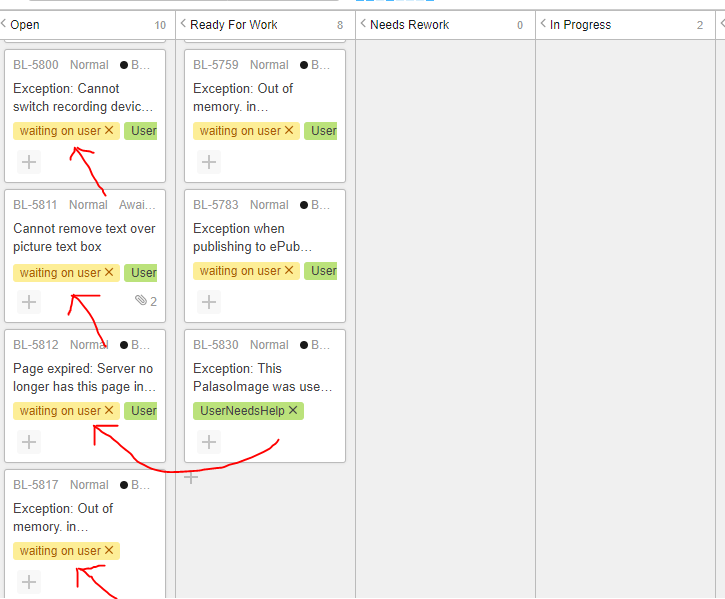 Open 10
Ready For Work 8
Needs Rework 0
In Progress 2
BL-5800 Normal B...
Exception: Cannot
switch recording devic...
waiting on user User
BL-5811 Normal Awai...
Cannot remove text over
picture text box
waiting on user User
2
BL-5812 Normal B...
Page expired: Server no
longer has this page in...
waiting on user User
BL-5817 Normal B...
Exception: Out of
memory. in...
waiting on user
BL-5759 Normal B...
Exception: Out of
memory. in...
waiting on user User
BL-5783 Normal B...
Exception when
publishing to ePub...
waiting on user User
BL-5830 Normal B...
Exception: This
PalasoImage was use...
UserNeedsHelp